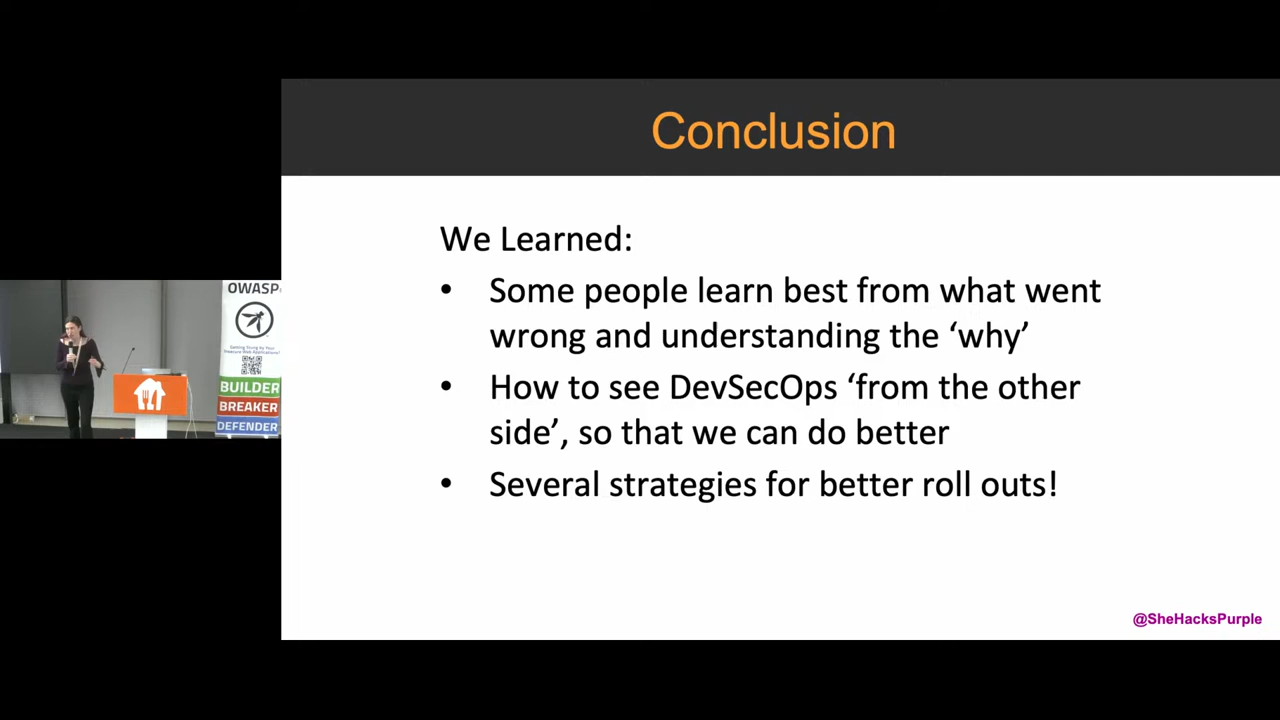 Conclusion
We Learned:
• Some people learn best from what went
wrong and understanding the ‘why’
• How to see DevSecOps ‘from the other
side’, so that we can do better
• Several strategies for better roll outs!
@SheHacksPurple
OWASP
BUILDER
BREAKER
DEFENDER